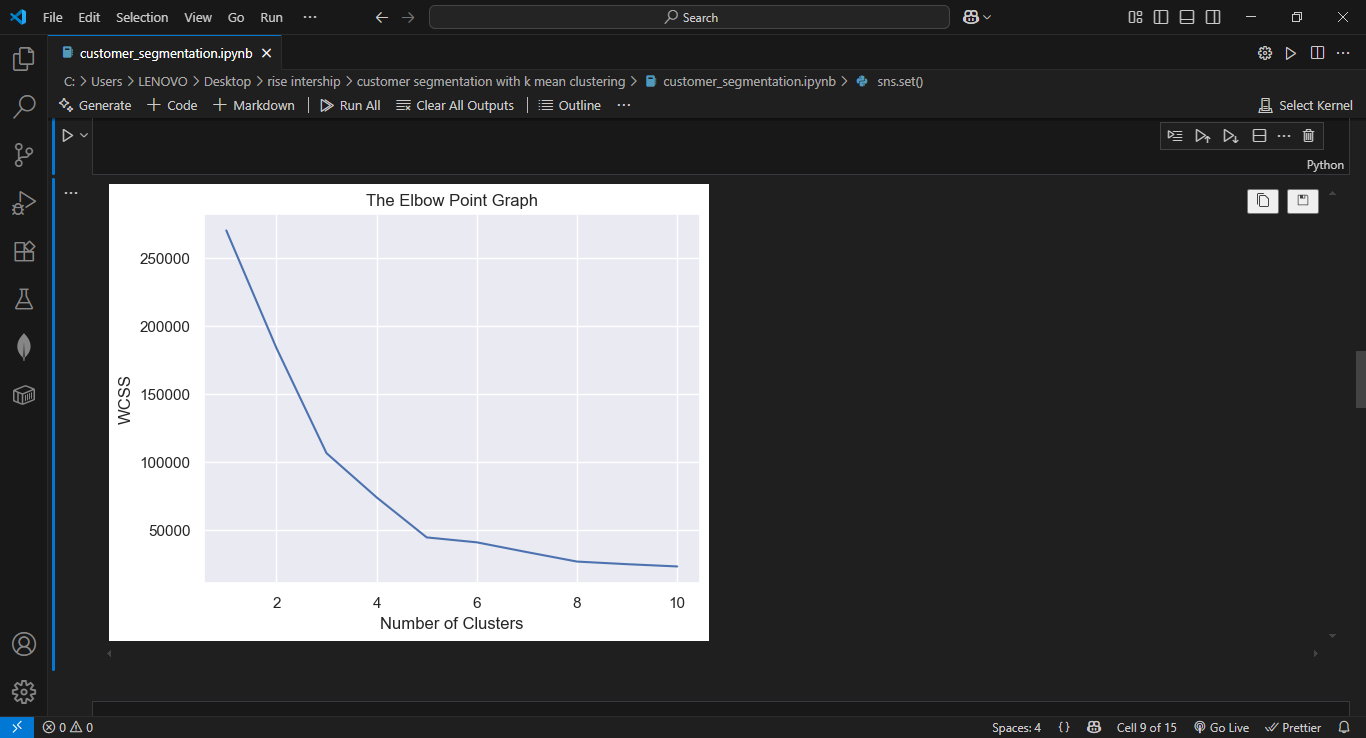 File Edit Selection View Go Run ··· Search
customer_segmentation.ipynb
C: > Users > LENOVO > Desktop > rise intership > customer segmentation with k mean clustering > customer_segmentation.ipynb > sns.set()
Generate + Code + Markdown | Run All Clear All Outputs | Outline ··· Select Kernel
Python
The Elbow Point Graph
250000
200000
150000
100000
50000
WCSS
2 4 6 8 10
Number of Clusters
0 0 Spaces: 4 {} Cell 9 of 15 Go Live Prettier